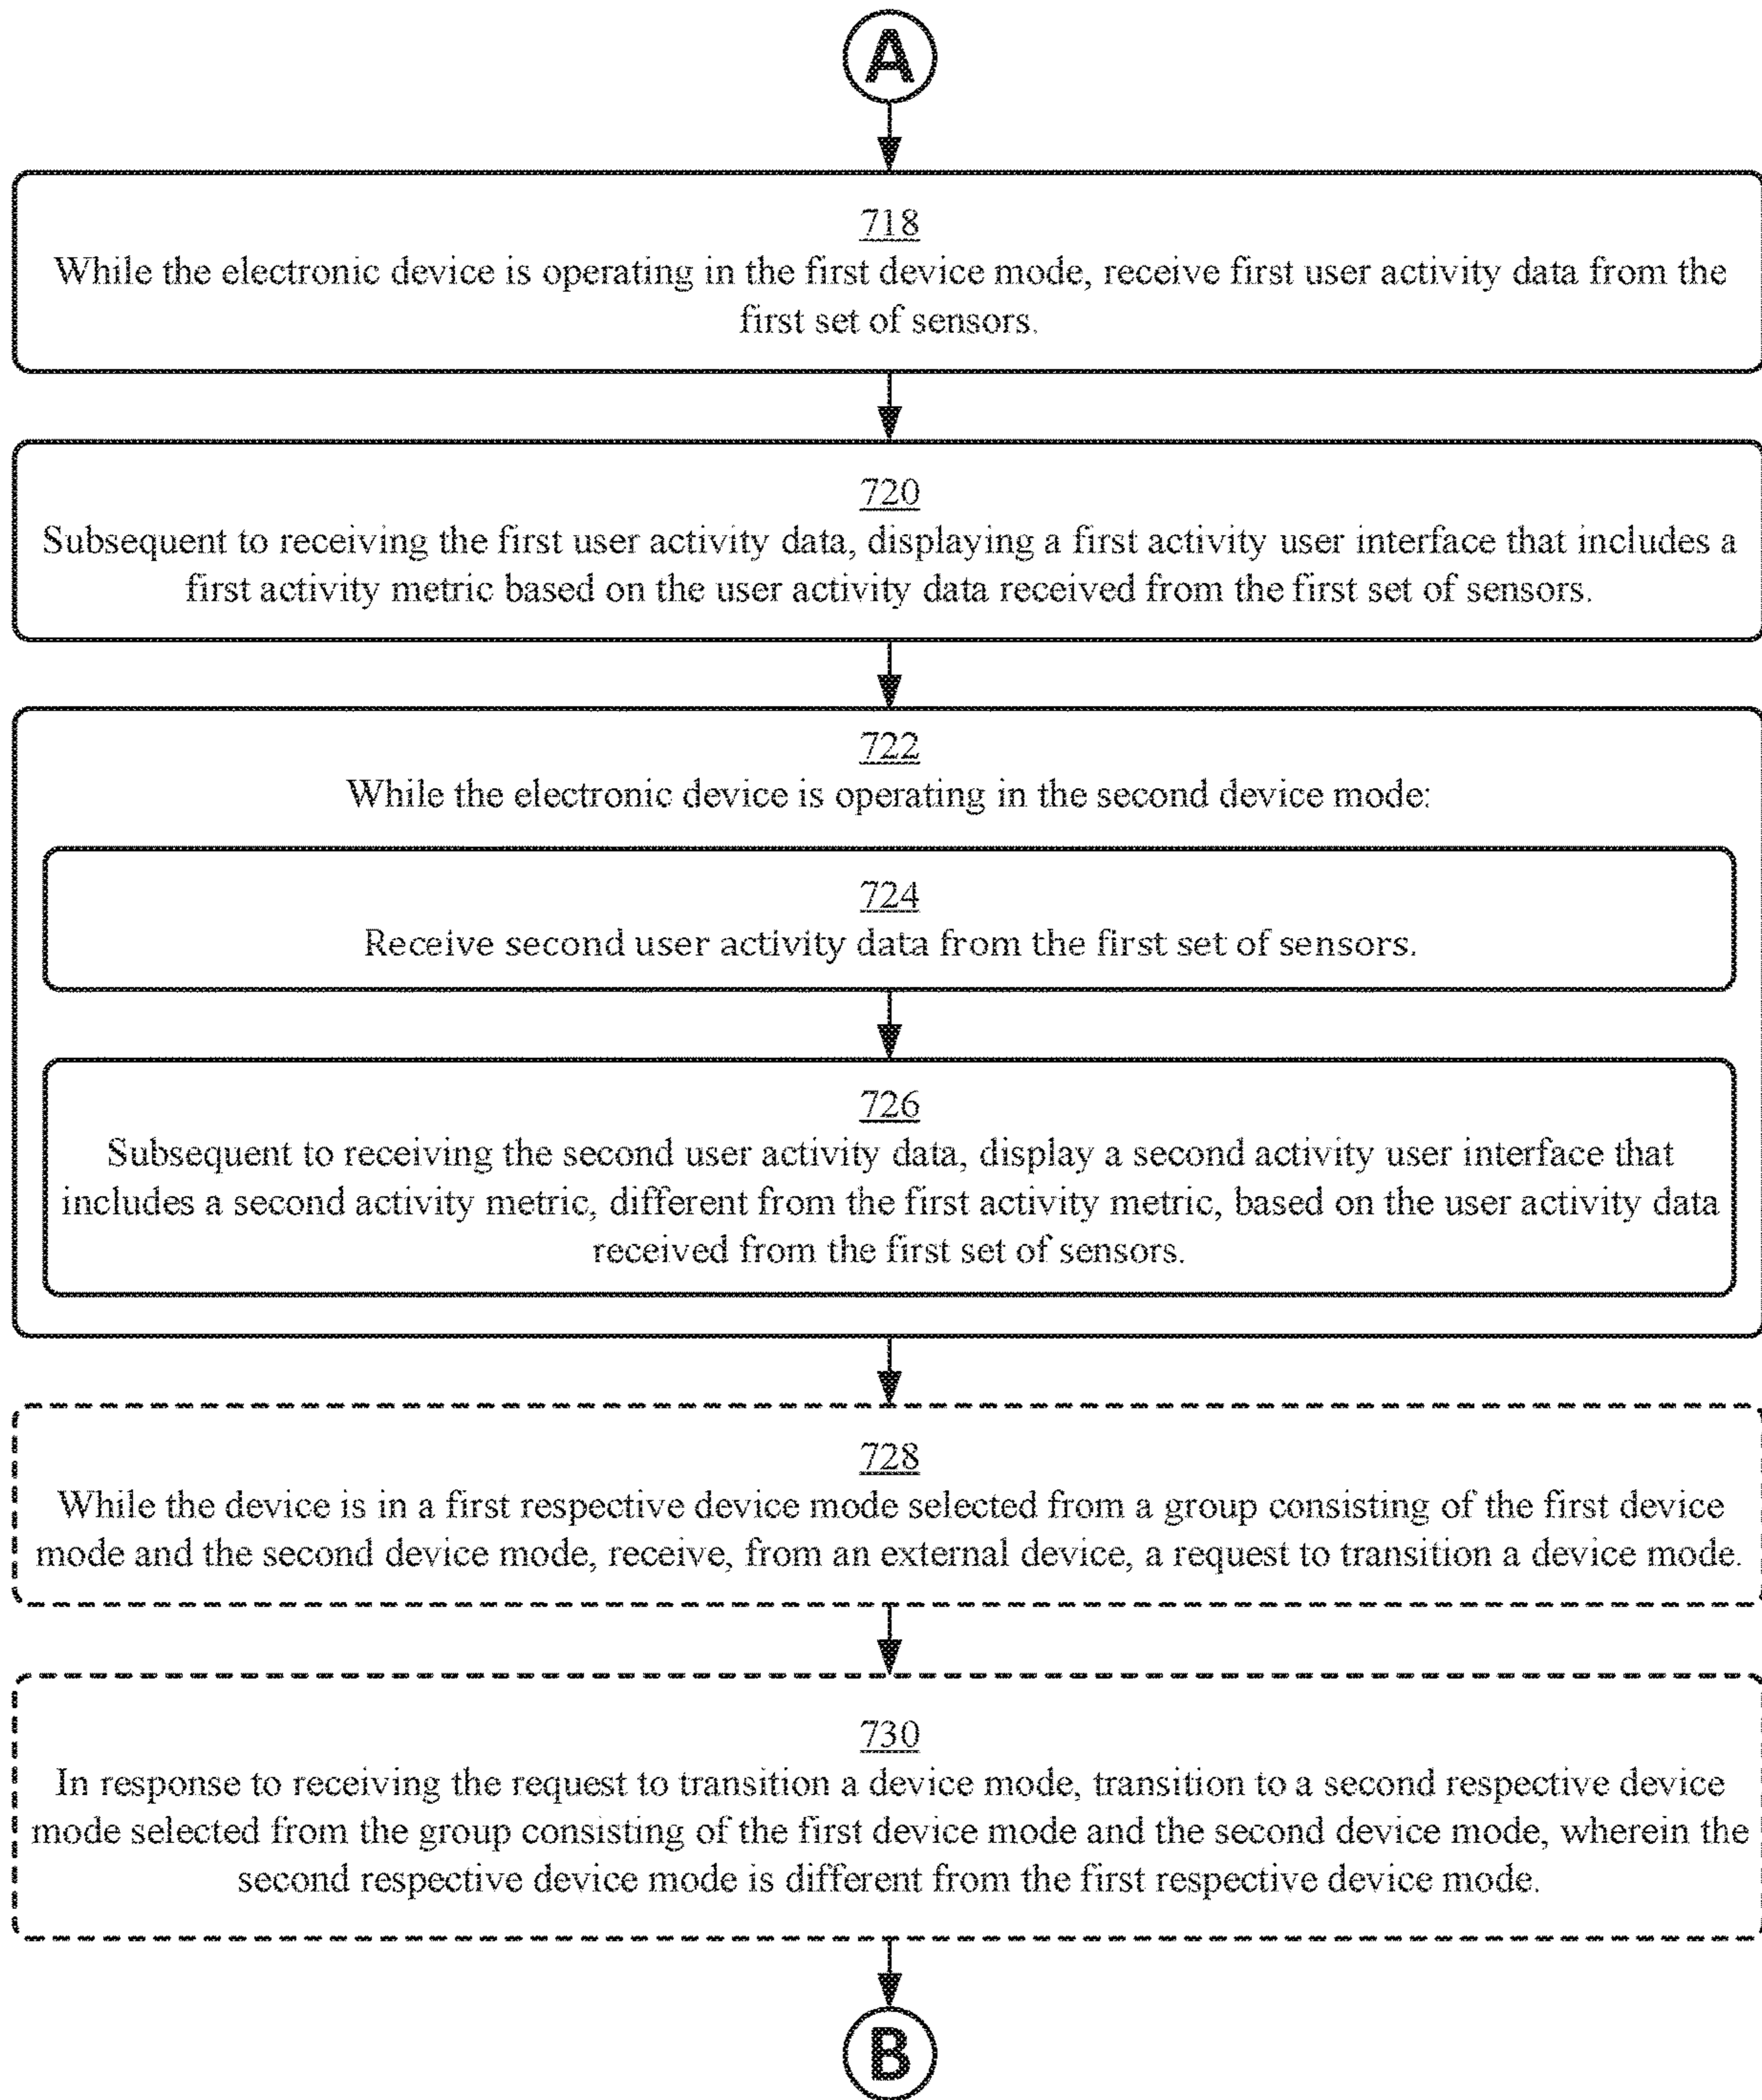 A
718
While the electronic device is operating in the first device mode, receive first user activity data from the
first set of sensors.
720
Subsequent to receiving the first user activity data, displaying a first activity user interface that includes a
first activity metric based on the user activity data received from the first set of sensors.
722
While the electronic device is operating in the second device mode:
724
Receive second user activity data from the first set of sensors.
726
Subsequent to receiving the second user activity data, display a second activity user interface that
includes a second activity metric, different from the first activity metric, based on the user activity data
received from the first set of sensors.
728
While the device is in a first respective device mode selected from a group consisting of the first device
mode and the second device mode, receive, from an external device, a request to transition a device mode.
730
In response to receiving the request to transition a device mode, transition to a second respective device
mode selected from the group consisting of the first device mode and the second device mode, wherein the
second respective device mode is different from the first respective device mode.
B